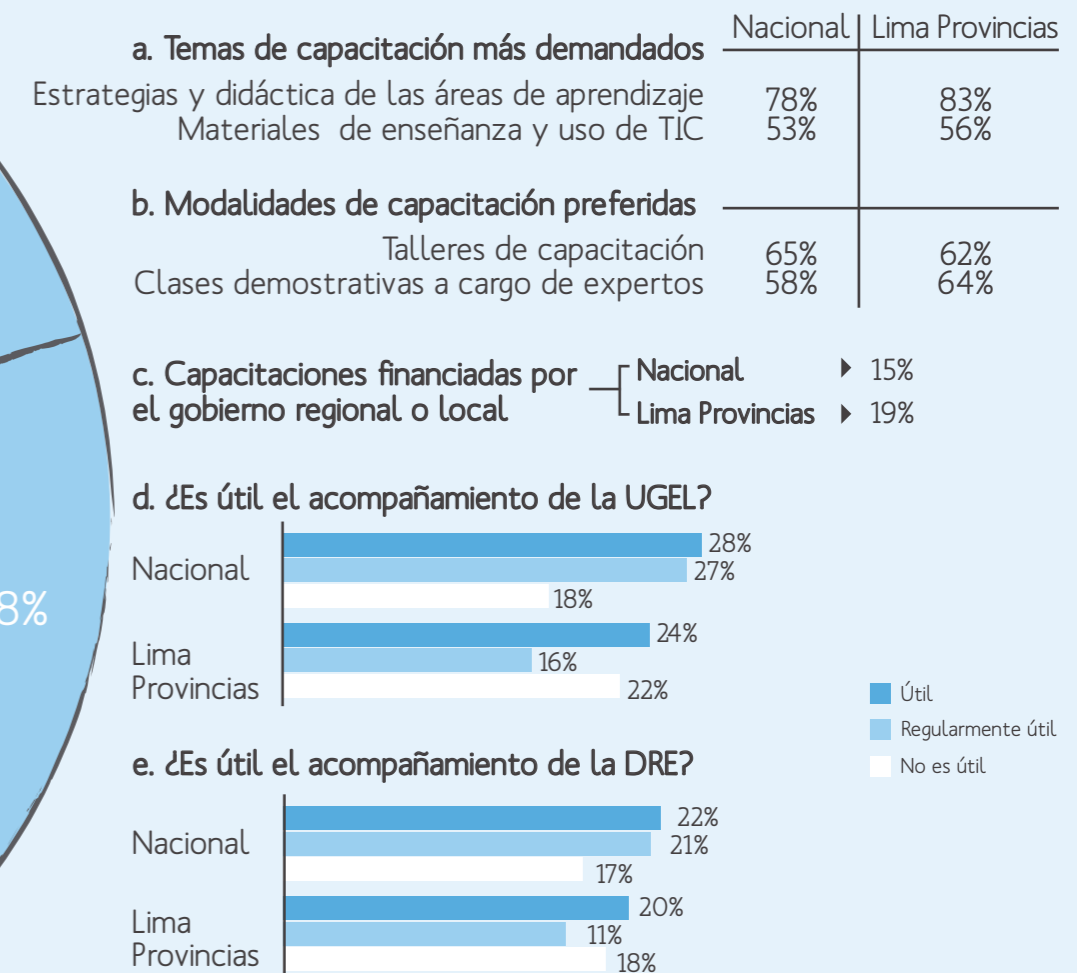 Nacional Lima Provincias
a. Temas de capacitación más demandados
Estrategias y didáctica de las áreas de aprendizaje 78% 83%
Materiales de enseñanza y uso de TIC 53% 56%
b. Modalidades de capacitación preferidas
Talleres de capacitación 65% 62%
Clases demostrativas a cargo de expertos 58% 64%
c. Capacitaciones financiadas por
el gobierno regional o local
Nacional 15%
Lima Provincias 19%
d. ¿Es útil el acompañamiento de la UGEL?
Nacional
28%
27%
18%
Lima
Provincias
24%
16%
22%
Útil
Regularmente útil
No es útil
e. ¿Es útil el acompañamiento de la DRE?
Nacional
22%
21%
17%
Lima
Provincias
20%
11%
18%
8%